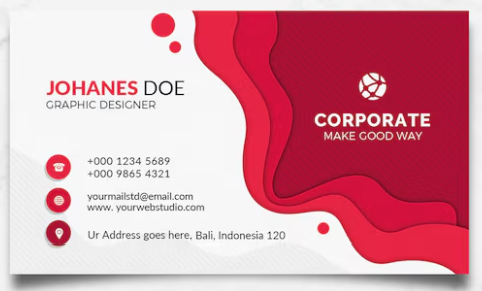 JOHANES DOE
GRAPHIC DESIGNER
+000 1234 5689
+000 9865 4321
yourmailstd@email.com
www. yourwebstudio.com
Ur Addres goes here, Bali, Indonesia 120
CORPORATE
MAKE GOOD WAY